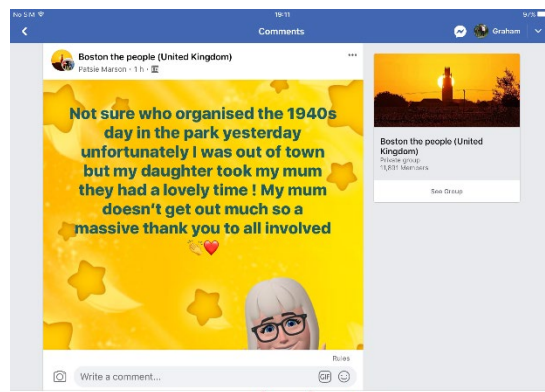 No SIM
19:11
97%
Comments
Graham
Boston the people (United Kingdom)
Patsie Marson · 1 h ·
Not sure who organised the 1940s
day in the park yesterday
unfortunately I was out of town
but my daughter took my mum
they had a lovely time ! My mum
doesn't get out much so a
massive thank you to all involved
👏❤️
Boston the people (United
Kingdom)
Private group
11,831 Members
See Group
Rules
Write a comment...
GIF